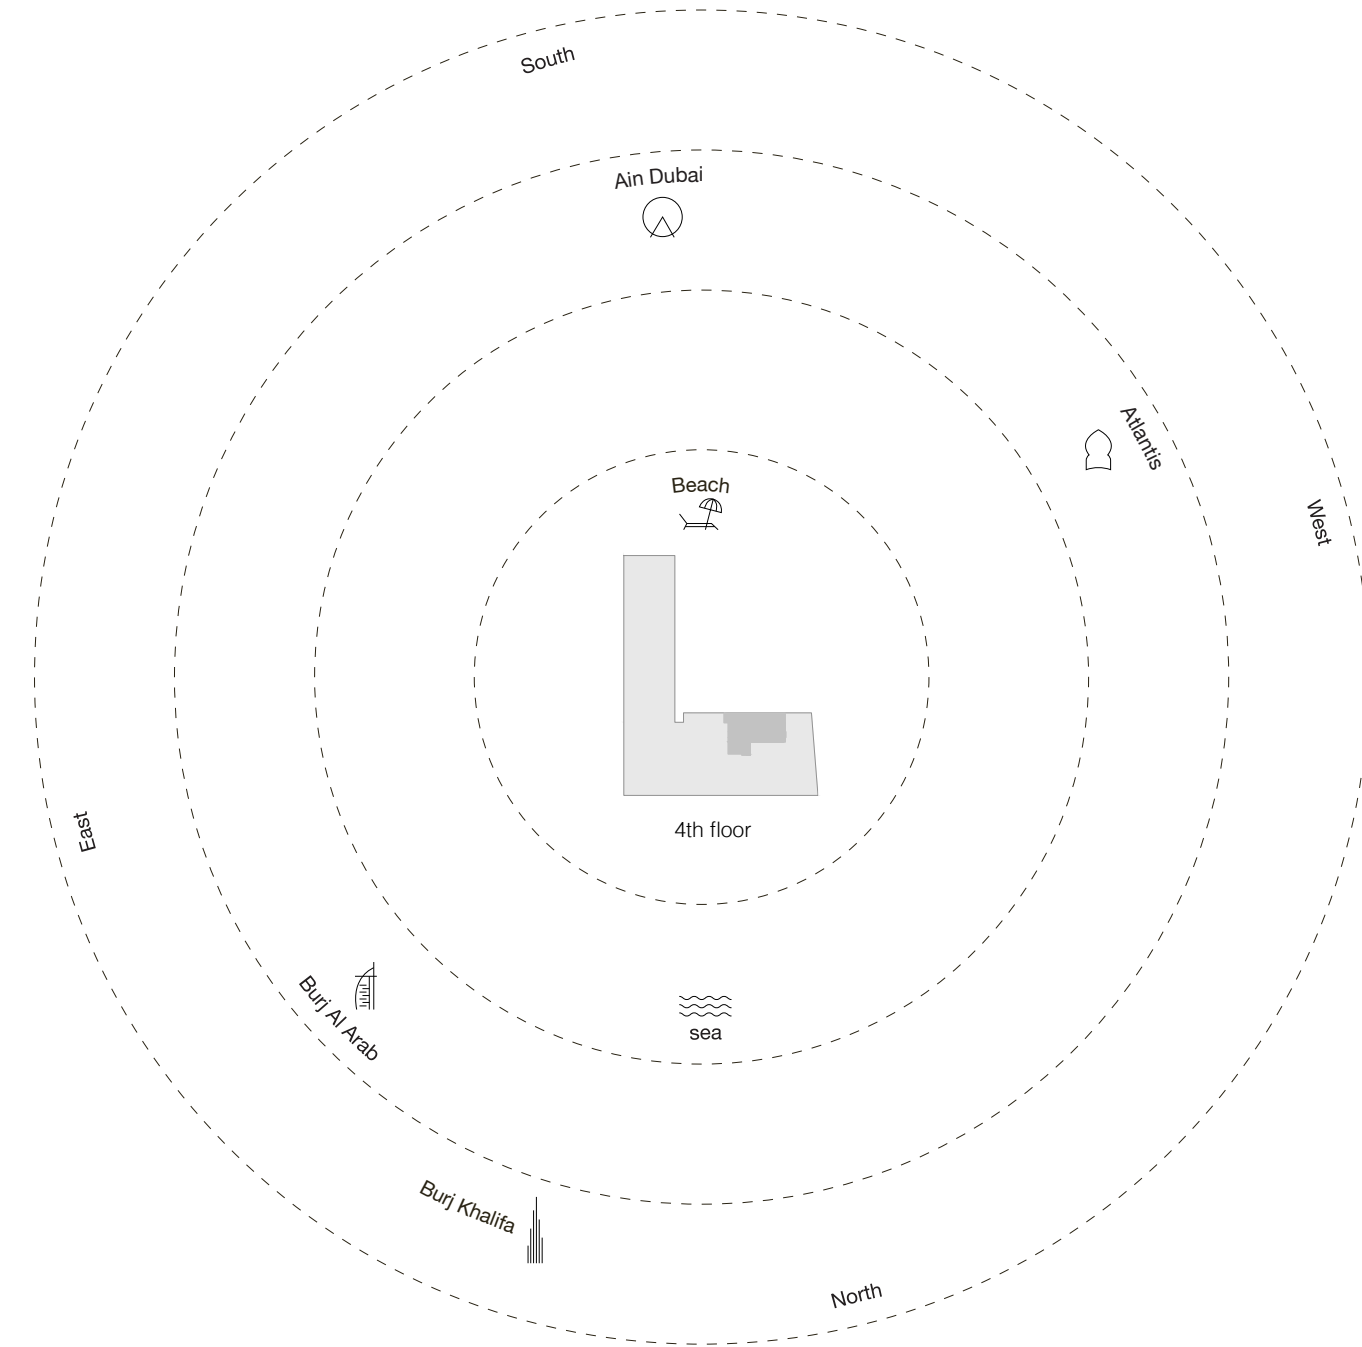 South
Ain Dubai
Atlantis
Beach
West
4th floor
East
Burj Al Arab
sea
Burj Khalifa
North